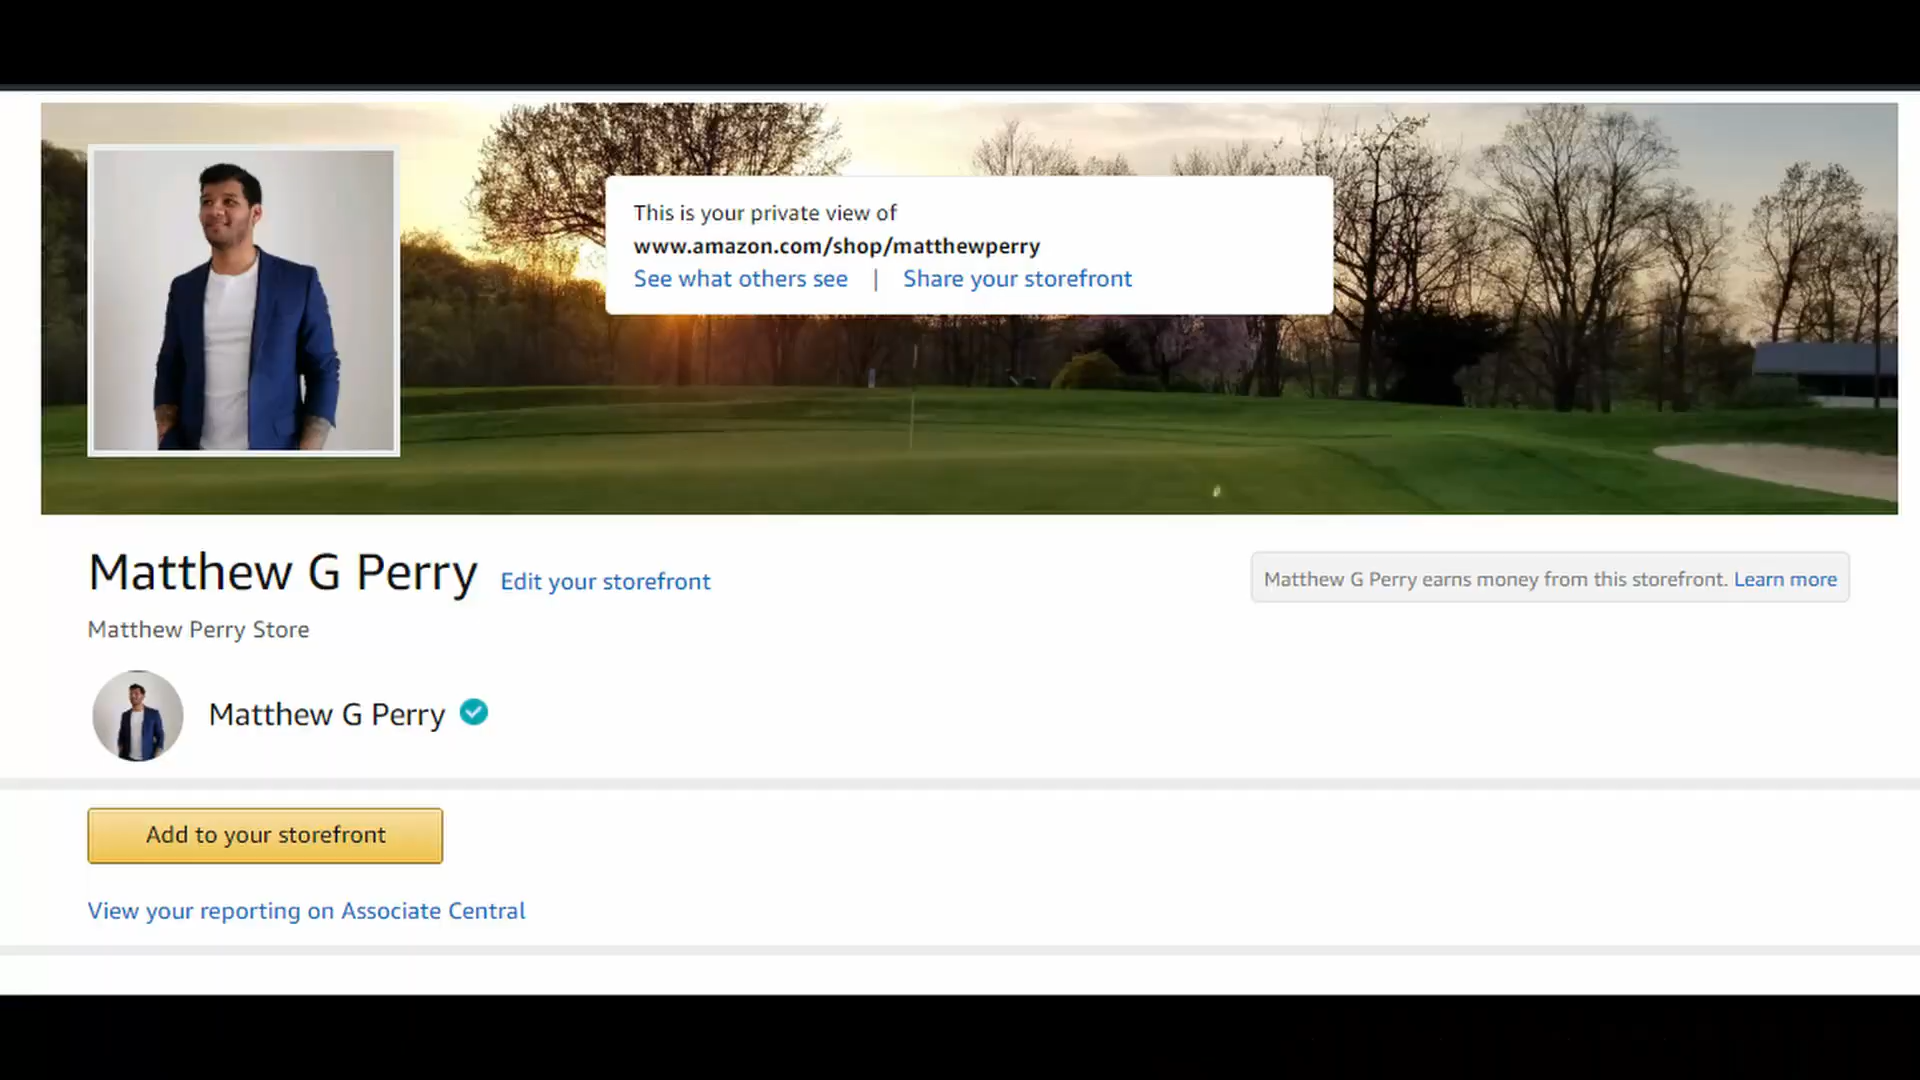 This is your private view of
www.amazon.com/shop/matthewperry
See what others see | Share your storefront
Matthew G Perry Edit your storefront
Matthew G Perry earns money from this storefront. Learn more
Matthew Perry Store
Matthew G Perry
Add to your storefront
View your reporting on Associate Central